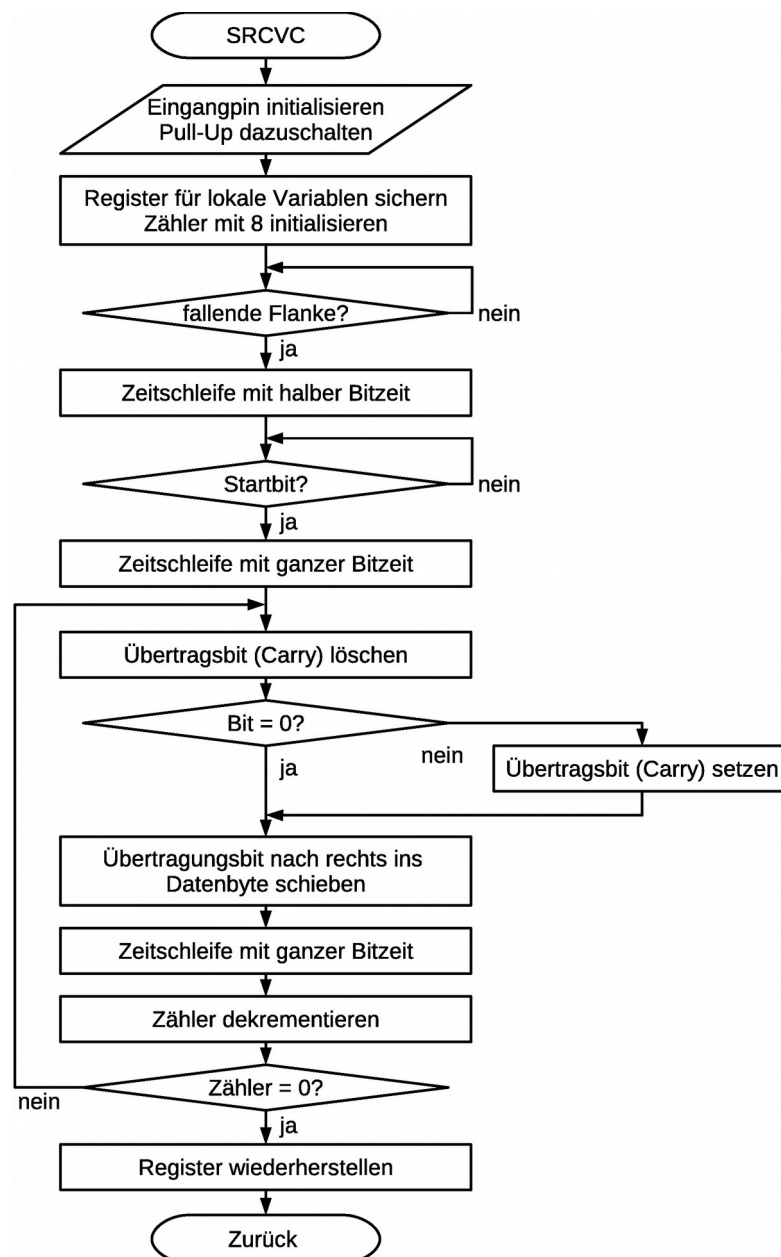 SRCVC
Eingangpin initialisieren
Pull-Up dazuschalten
Register für lokale Variablen sichern
Zähler mit 8 initialisieren
fallende Flanke?
nein
ja
Zeitschleife mit halber Bitzeit
Startbit?
nein
ja
Zeitschleife mit ganzer Bitzeit
Übertragsbit (Carry) löschen
Bit = 0?
nein
ja
Übertragsbit (Carry) setzen
Übertragungsbit nach rechts ins
Datenbyte schieben
Zeitschleife mit ganzer Bitzeit
Zähler dekrementieren
Zähler = 0?
nein
ja
Register wiederherstellen
Zurück